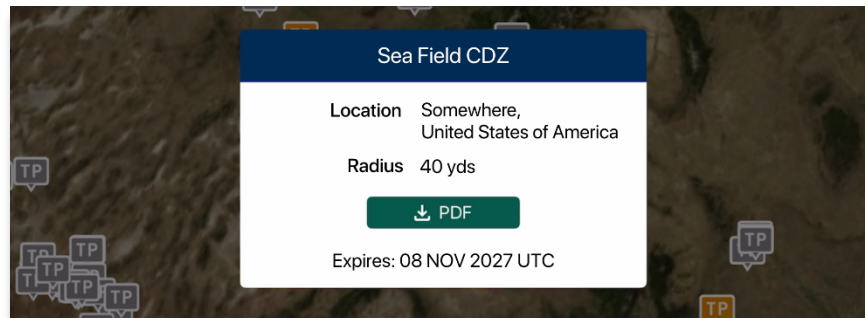 Sea Field CDZ
Location Somewhere,
United States of America
Radius 40 yds
PDF
Expires: 08 NOV 2027 UTC
TP
TP
TP
TP
TP
TP
TP
TP